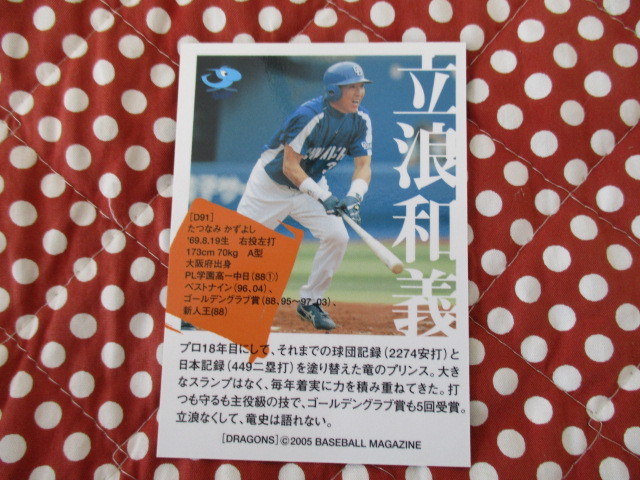 立浪和義
[D91]
たつなみ かずよし
'69.8.19生 右投左打
173cm 70kg A型
大阪府出身
PL学園高－中日(88①)
ベストナイン(96、04)、
ゴールデングラブ賞(88、95～97、03)、
新人王(88)
プロ18年目にして、それまでの球団記録(2274安打)と
日本記録(449二塁打)を塗り替えた竜のプリンス。大き
なスランプはなく、毎年着実に力を積み重ねてきた。打
つも守るも主役級の技で、ゴールデングラブ賞も5回受賞。
立浪なくして、竜史は語れない。
[DRAGONS]©2005 BASEBALL MAGAZINE